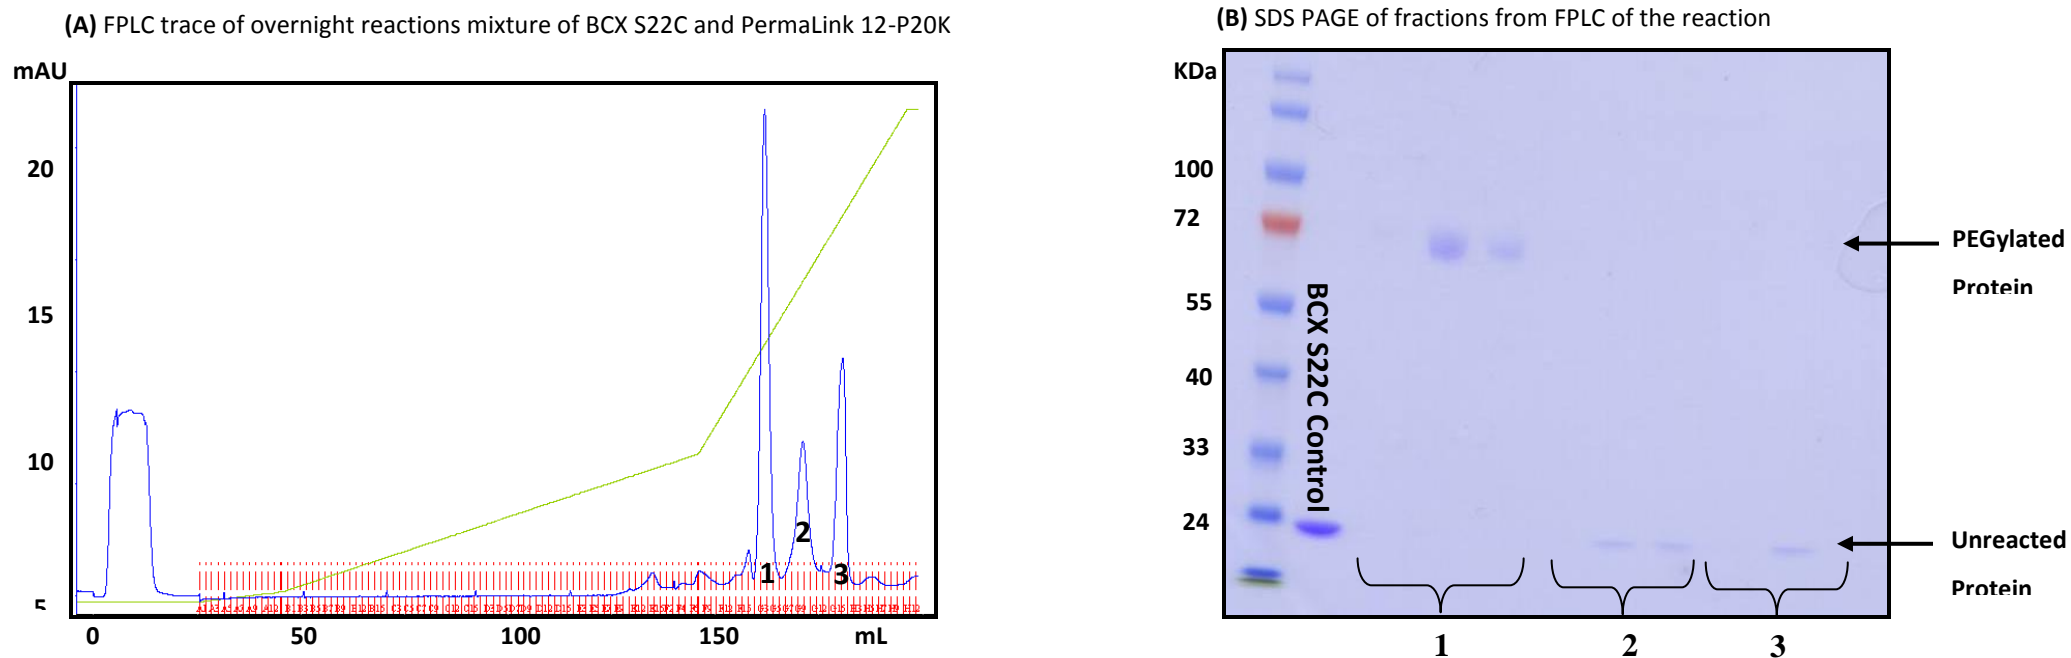 (A) FPLC trace of overnight reactions mixture of BCX S22C and PermaLink 12-P20K
mAU
20
15
10
5
0
50
100
150
mL
1
2
3
(B) SDS PAGE of fractions from FPLC of the reaction
KDa
100
72
55
40
33
24
BCX S22C Control
PEGylated
Protein
Unreacted
Protein
1
2
3